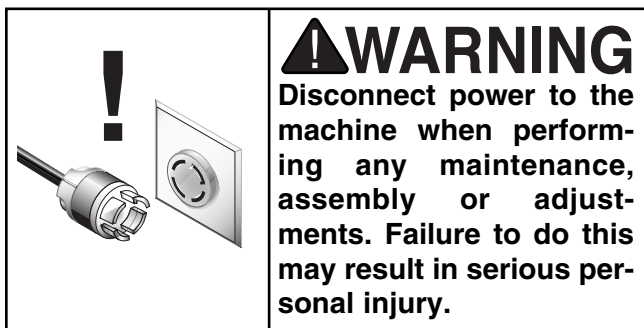 !
!WARNING
Disconnect power to the
machine when perform-
ing any maintenance,
assembly or adjust-
ments. Failure to do this
may result in serious per-
sonal injury.